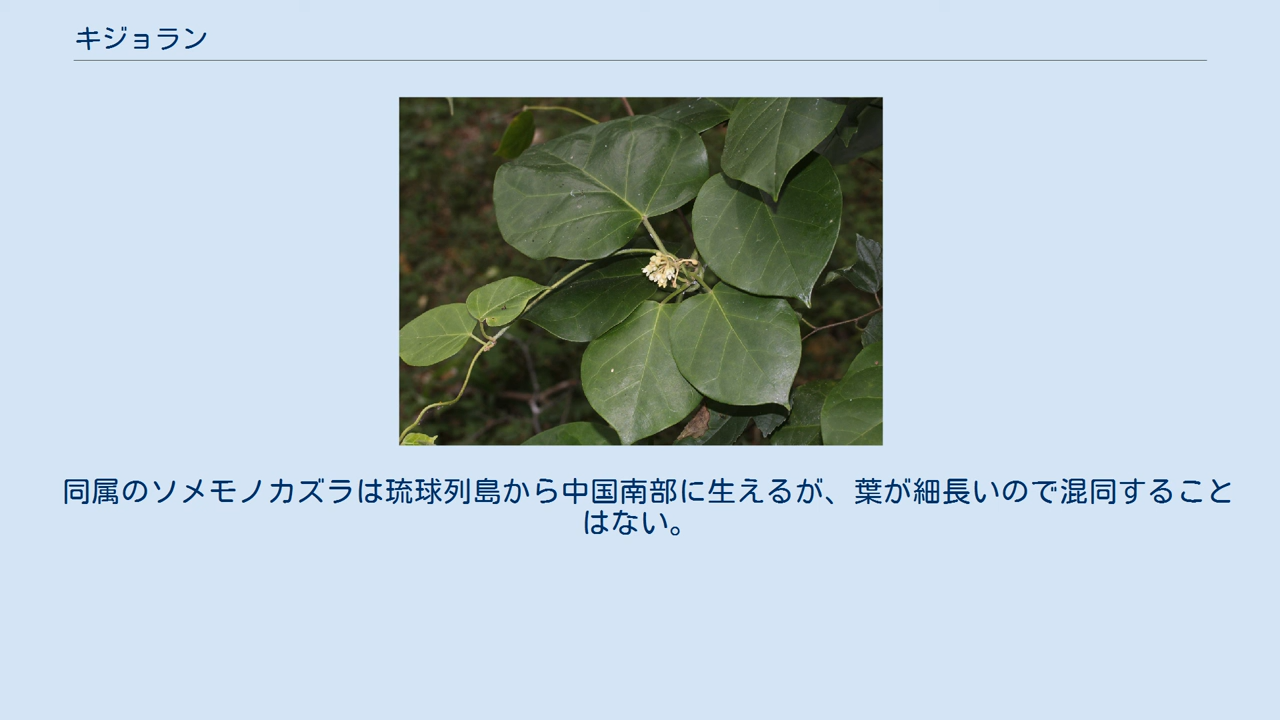 キジョラン
同属のソメモノカズラは琉球列島から中国南部に生えるが、葉が細長いので混同すること
はない。